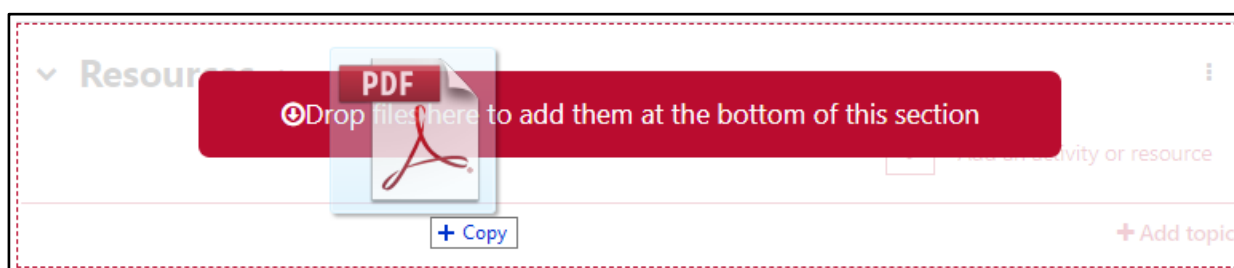 Resources
PDF
Drop files here to add them at the bottom of this section
Add an activity or resource
+ Copy
+ Add topic